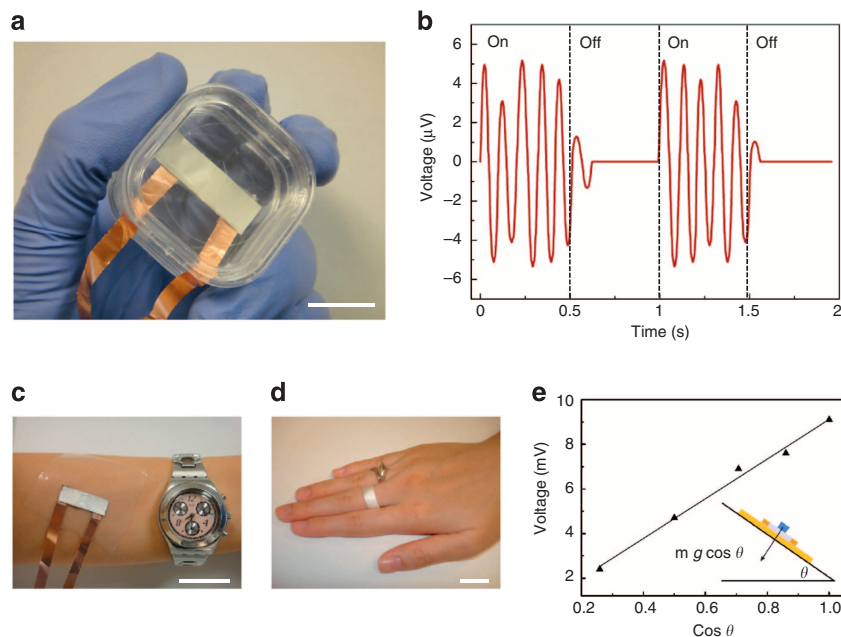 a
b
Voltage (μV)
6
4
2
0
−2
−4
−6
On
Off
On
Off
0
0.5
1
1.5
2
Time (s)
c
d
e
Voltage (mV)
10
8
6
4
2
m g cos θ
θ
0.2
0.4
0.6
0.8
1.0
Cos θ